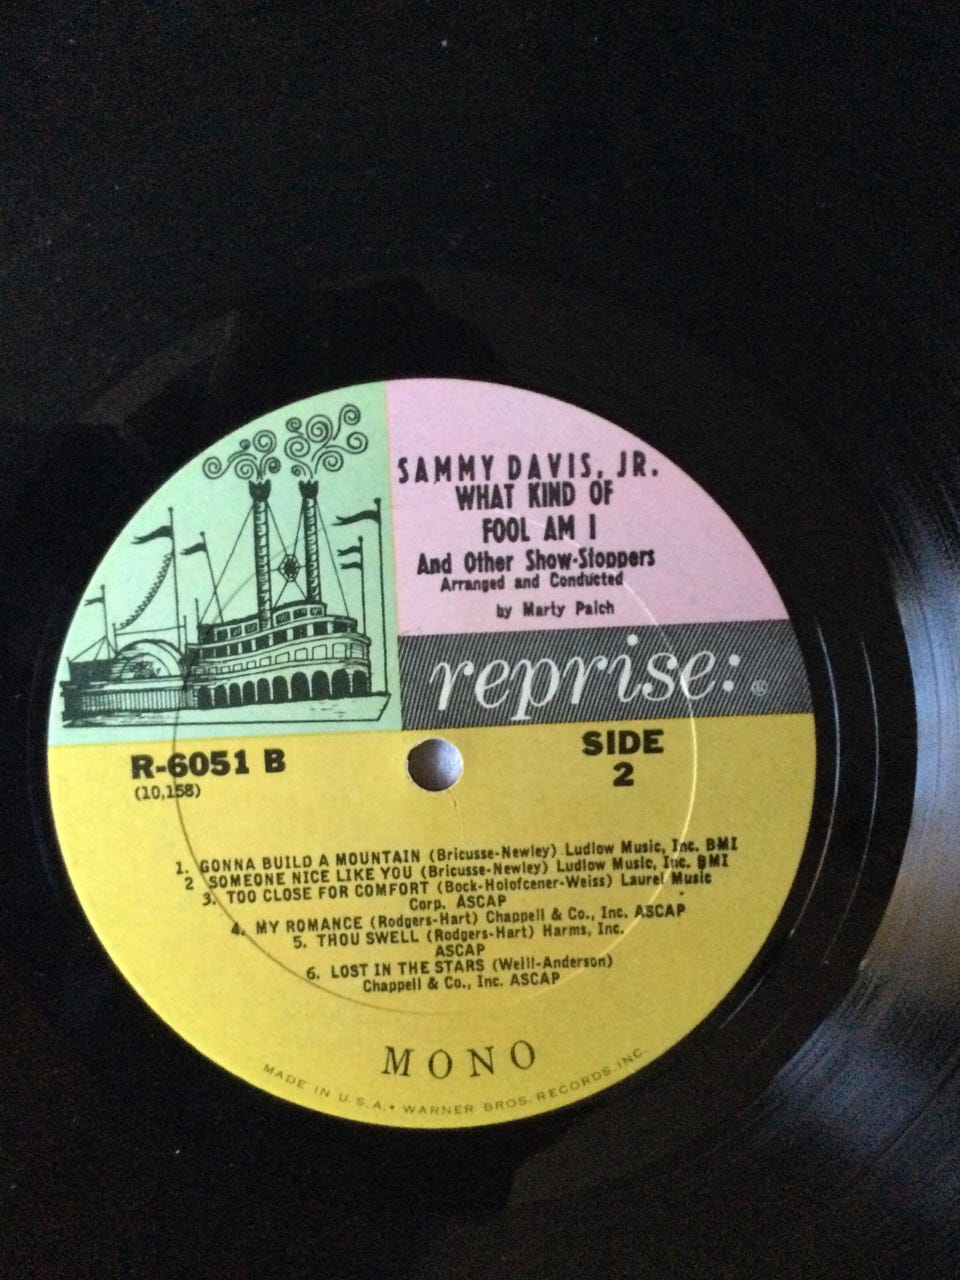 SAMMY DAVIS, JR.
WHAT KIND OF
FOOL AM I
And Other Show-Stoppers
Arranged and Conducted
by Marty Paich
reprise: ®
R-6051 B
(10,158)
SIDE
2
1. GONNA BUILD A MOUNTAIN (Bricusse-Newley) Ludlow Music, Inc. BMI
2 SOMEONE NICE LIKE YOU (Bricusse-Newley) Ludlow Music, Inc. BMI
3. TOO CLOSE FOR COMFORT (Bock-Holofcener-Weiss) Laurel Music
Corp. ASCAP
4. MY ROMANCE (Rodgers-Hart) Chappell & Co., Inc. ASCAP
5. THOU SWELL (Rodgers-Hart) Harms, Inc.
ASCAP
6. LOST IN THE STARS (Weill-Anderson)
Chappell & Co., Inc. ASCAP
MONO
MADE IN U.S.A. • WARNER BROS. RECORDS, INC.